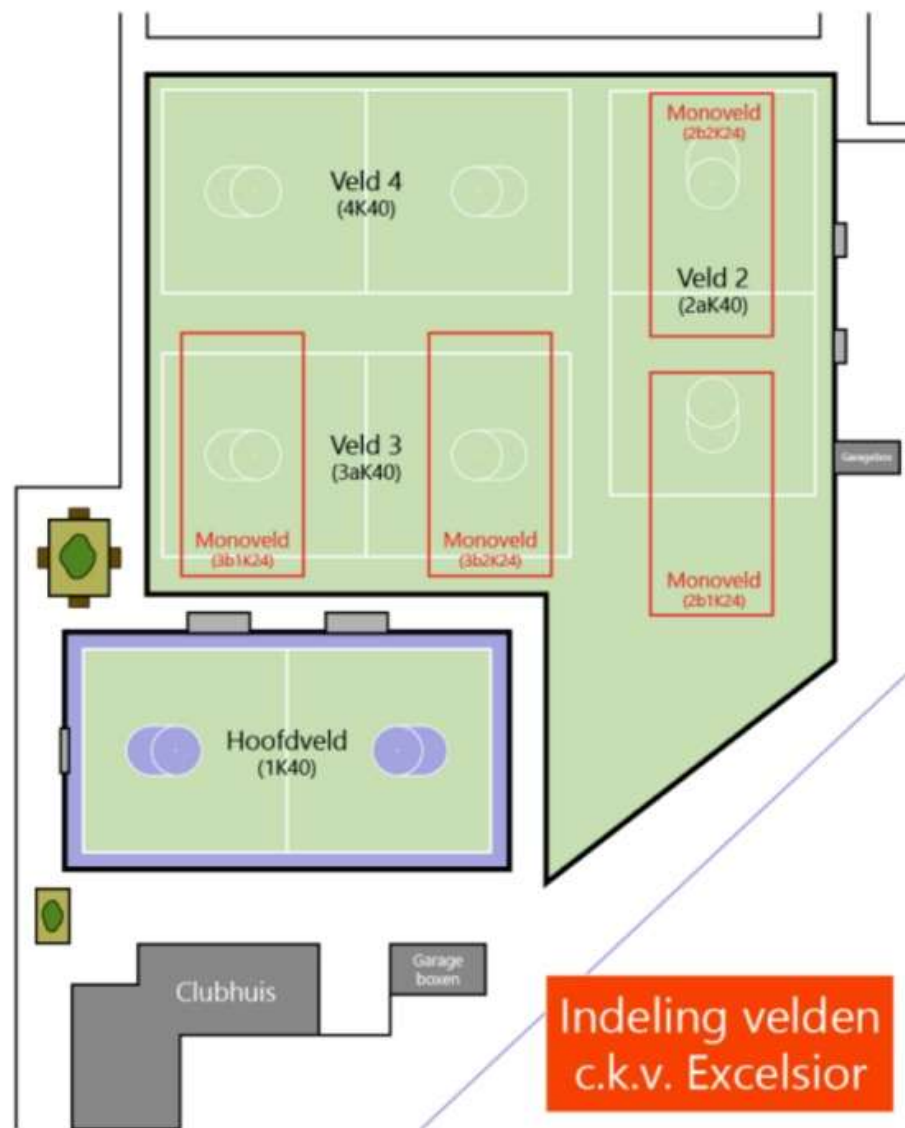 Monoveld
(2b2K24)
Veld 4
(4K40)
Veld 2
(2aK40)
Veld 3
(3aK40)
Garagebox
Monoveld
(3b1K24)
Monoveld
(3b2K24)
Monoveld
(2b1K24)
Hoofdveld
(1K40)
Clubhuis
Garage
boxen
Indeling velden
c.k.v. Excelsior